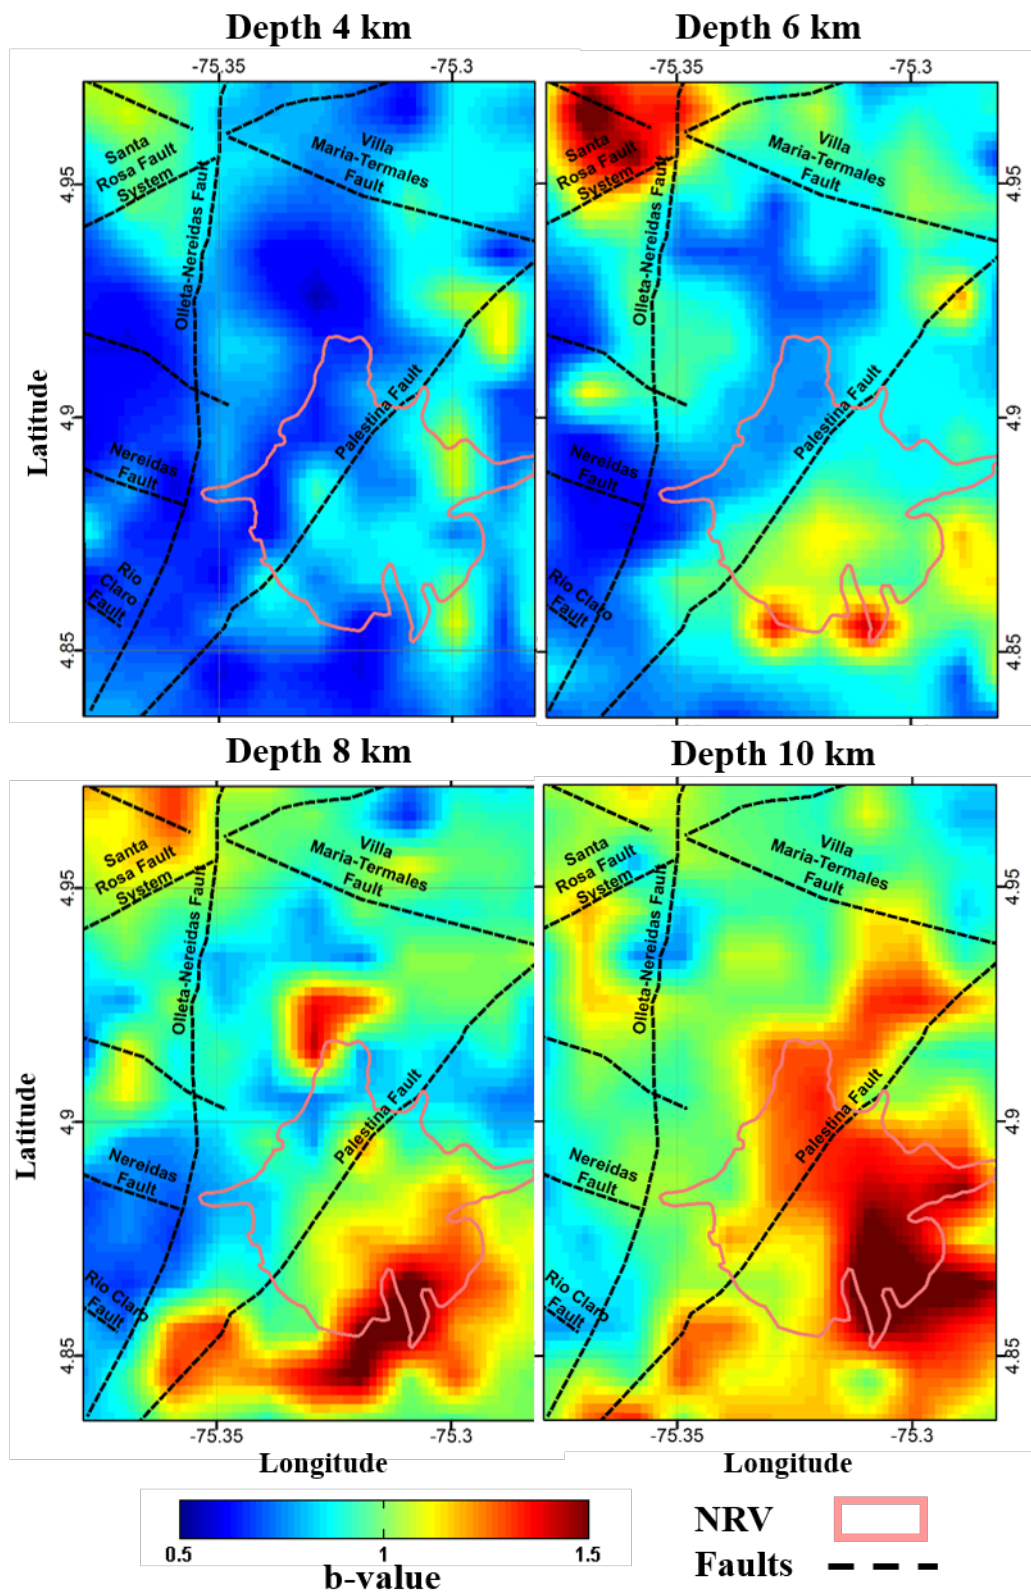 Depth 4 km
Depth 6 km
-75.35
-75.3
-75.35
-75.3
Santa
Rosa Fault
System
Villa
Maria-Termales
Fault
Olleta-Nereidas Fault
Palestina Fault
Nereidas
Fault
Rio
Claro
Fault
4.95
4.9
4.85
Latitude
Santa
Rosa Fault
System
Villa
Maria-Termales
Fault
Olleta-Nereidas Fault
Palestina Fault
Nereidas
Fault
Rio Claro
Fault
4.95
4.9
4.85
Depth 8 km
Depth 10 km
Santa
Rosa Fault
System
Villa
Maria-Termales
Fault
Olleta-Nereidas Fault
Palestina Fault
Nereidas
Fault
Rio Claro
Fault
4.95
4.9
4.85
Latitude
Santa
Rosa Fault
System
Villa
Maria-Termales
Fault
Olleta-Nereidas Fault
Palestina Fault
Nereidas
Fault
Rio Claro
Fault
4.95
4.9
4.85
-75.35
-75.3
-75.35
-75.3
Longitude
Longitude
0.5
1
1.5
b-value
NRV
Faults